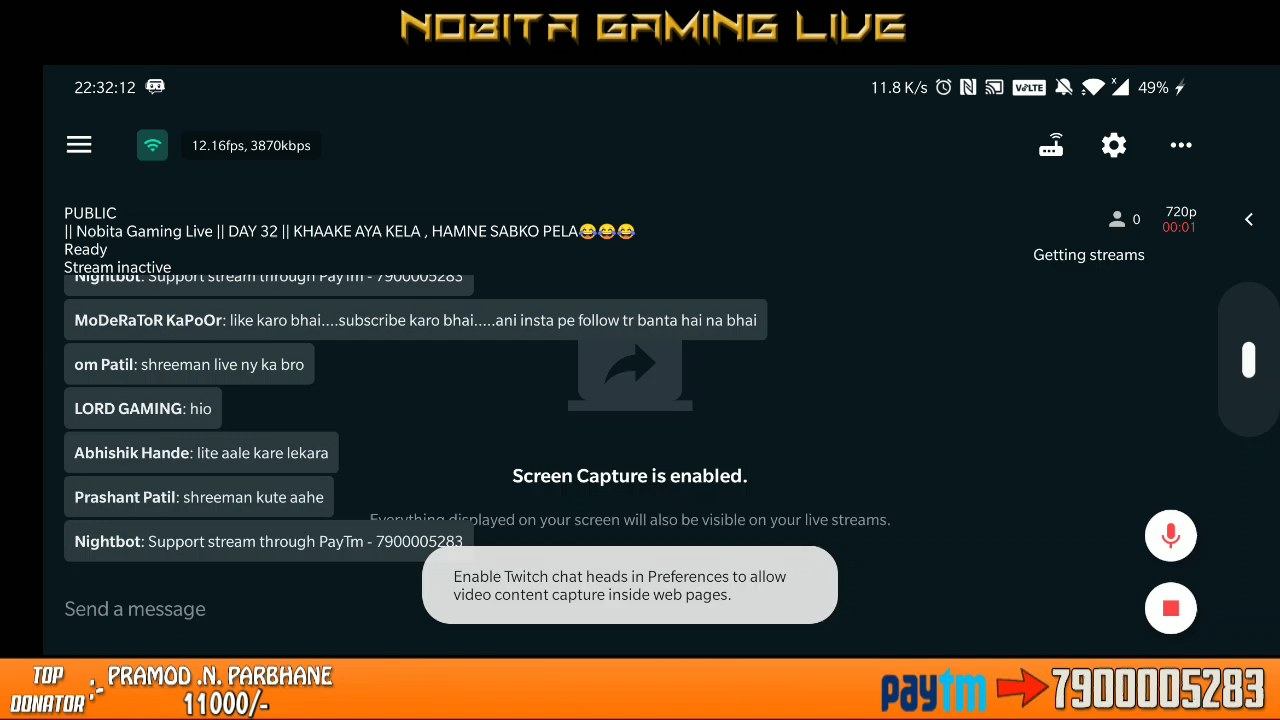 NOBITA GAMING LIVE
22:32:12
11.8 K/s VoLTE x 49%
12.16fps, 3870kbps
PUBLIC
|| Nobita Gaming Live || DAY 32 || KHAAKE AYA KELA , HAMNE SABKO PELA😂😂😂
Ready
Stream inactive
0
720p
00:01
Getting streams
Nightbot: Support stream through PayTm - 7900005283
MoDeRaToR KaPoOr: like karo bhai....subscribe karo bhai.....ani insta pe follow tr banta hai na bhai
om Patil: shreeman live ny ka bro
LORD GAMING: hio
Abhishik Hande: lite aale kare lekara
Prashant Patil: shreeman kute aahe
Nightbot: Support stream through PayTm - 7900005283
Screen Capture is enabled.
Everything displayed on your screen will also be visible on your live streams.
Enable Twitch chat heads in Preferences to allow
video content capture inside web pages.
Send a message
TOP
DONATOR
PRAMOD .N. PARBHANE
11000/-
paytm 7900005283